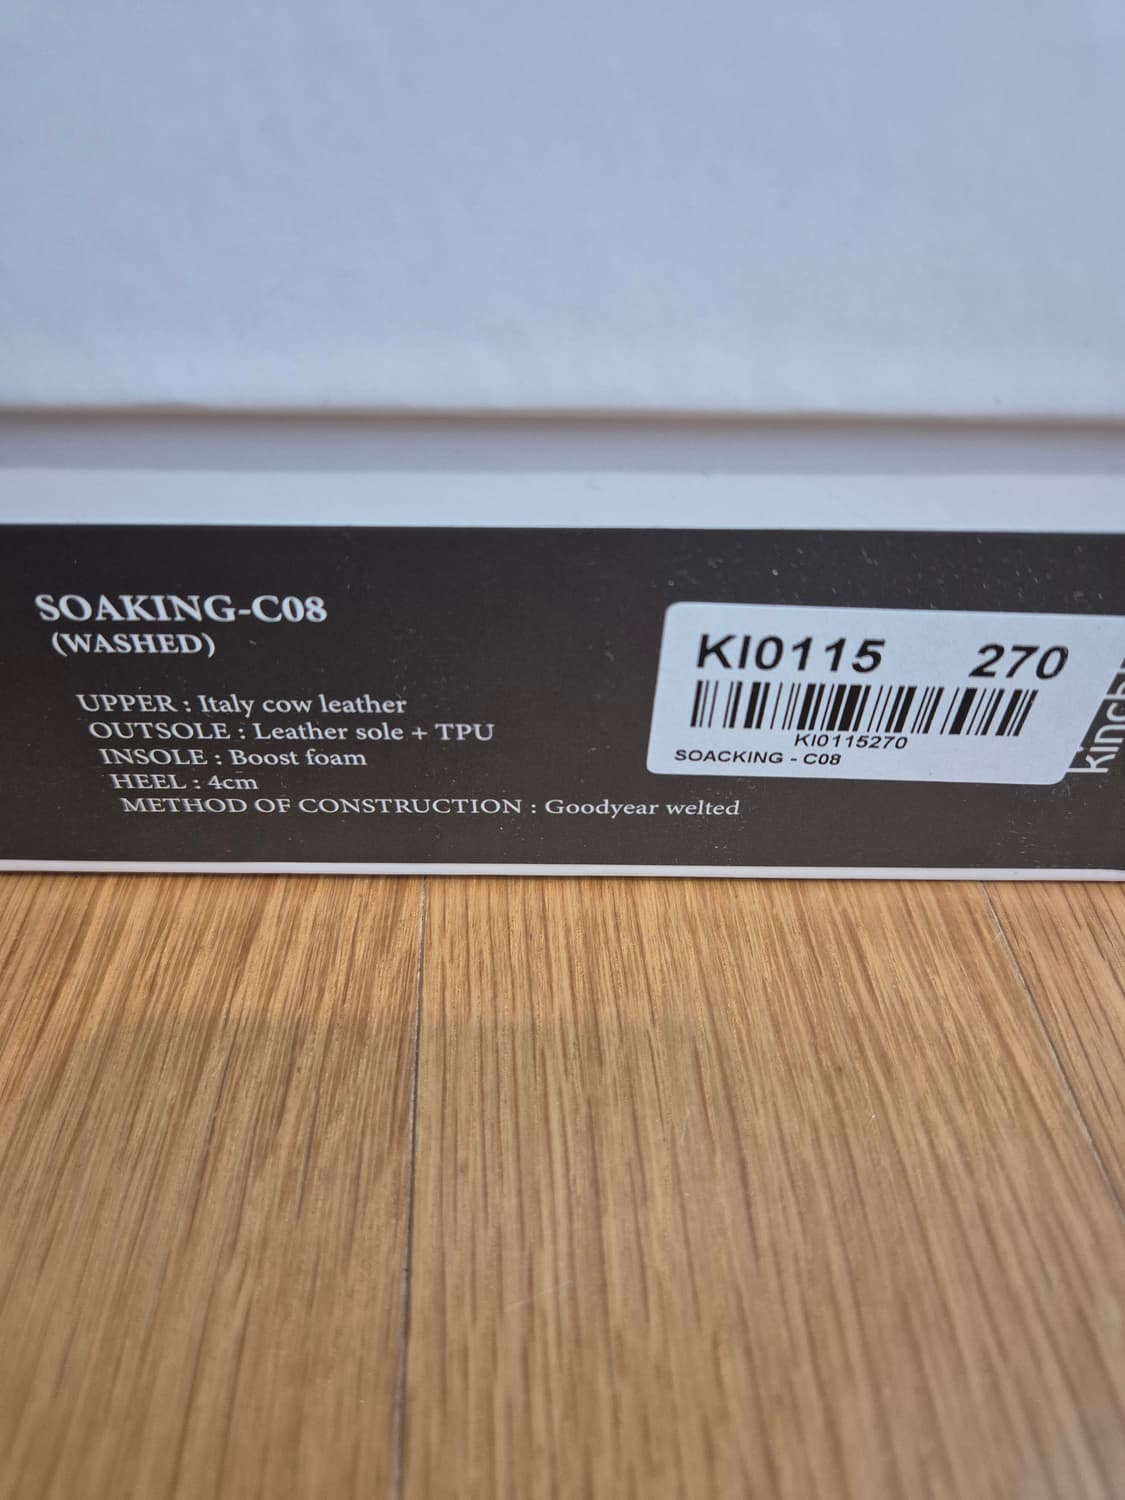 SOAKING-C08
(WASHED)
UPPER : Italy cow leather
OUTSOLE : Leather sole + TPU
INSOLE : Boost foam
HEEL : 4cm
METHOD OF CONSTRUCTION : Goodyear welted
KI0115 270
KI0115270
SOACKING - C08